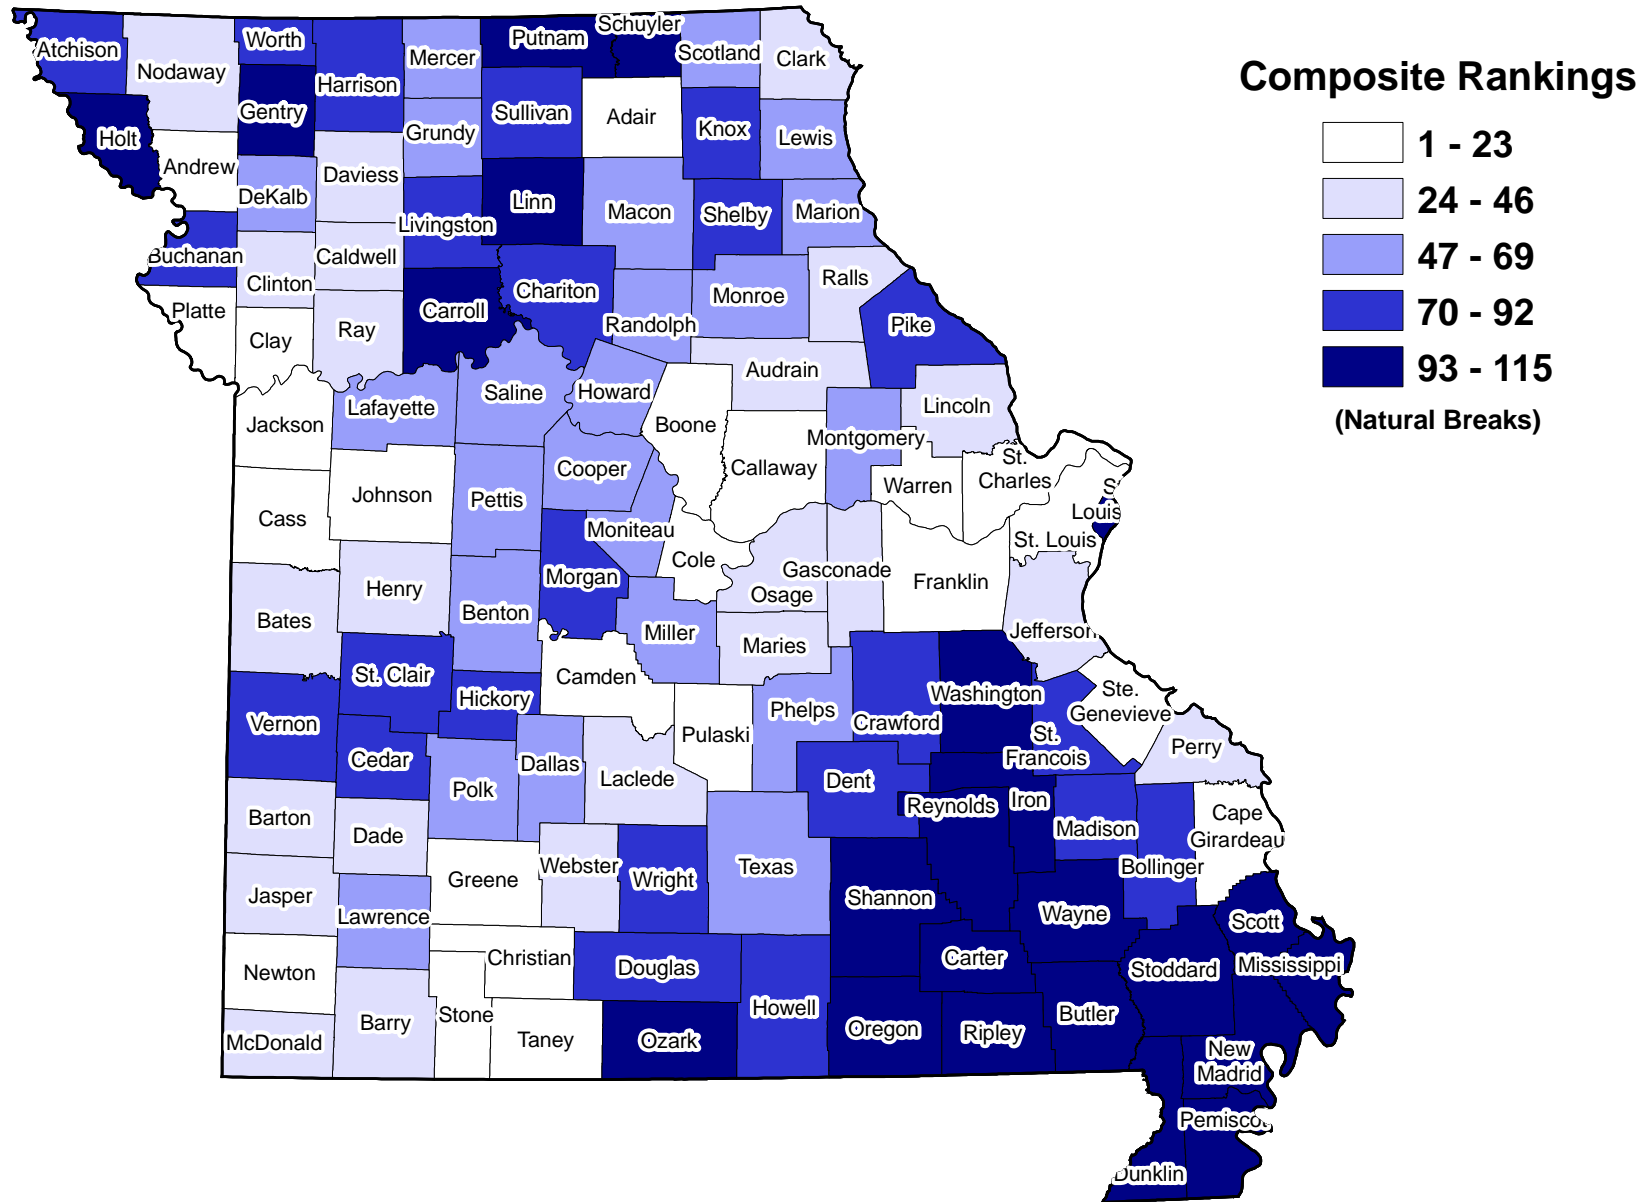 Composite Rankings
1 - 23
24 - 46
47 - 69
70 - 92
93 - 115
(Natural Breaks)
Atchison
Nodaway
Worth
Harrison
Mercer
Putnam
Schuyler
Scotland
Clark
Holt
Gentry
Grundy
Sullivan
Adair
Knox
Lewis
Andrew
DeKalb
Daviess
Livingston
Linn
Macon
Shelby
Marion
Buchanan
Clinton
Caldwell
Chariton
Randolph
Monroe
Ralls
Platte
Clay
Ray
Carroll
Pike
Jackson
Lafayette
Saline
Howard
Boone
Audrain
Callaway
Montgomery
Lincoln
Cass
Johnson
Pettis
Cooper
Moniteau
Cole
Warren
St.
Charles
Louis
St. Louis
Bates
Henry
Benton
Morgan
Miller
Osage
Gasconade
Franklin
Jefferson
Maries
Camden
Vernon
St. Clair
Hickory
Pulaski
Phelps
Crawford
Washington
St.
Francois
Ste.
Genevieve
Perry
Cedar
Polk
Dallas
Laclede
Dent
Reynolds
Iron
Madison
Bollinger
Cape
Girardeau
Barton
Dade
Greene
Webster
Wright
Texas
Shannon
Wayne
Jasper
Lawrence
Christian
Douglas
Howell
Carter
Stoddard
Scott
Mississippi
Newton
McDonald
Barry
Stone
Taney
Ozark
Oregon
Ripley
Butler
New
Madrid
Pemiscot
Dunklin